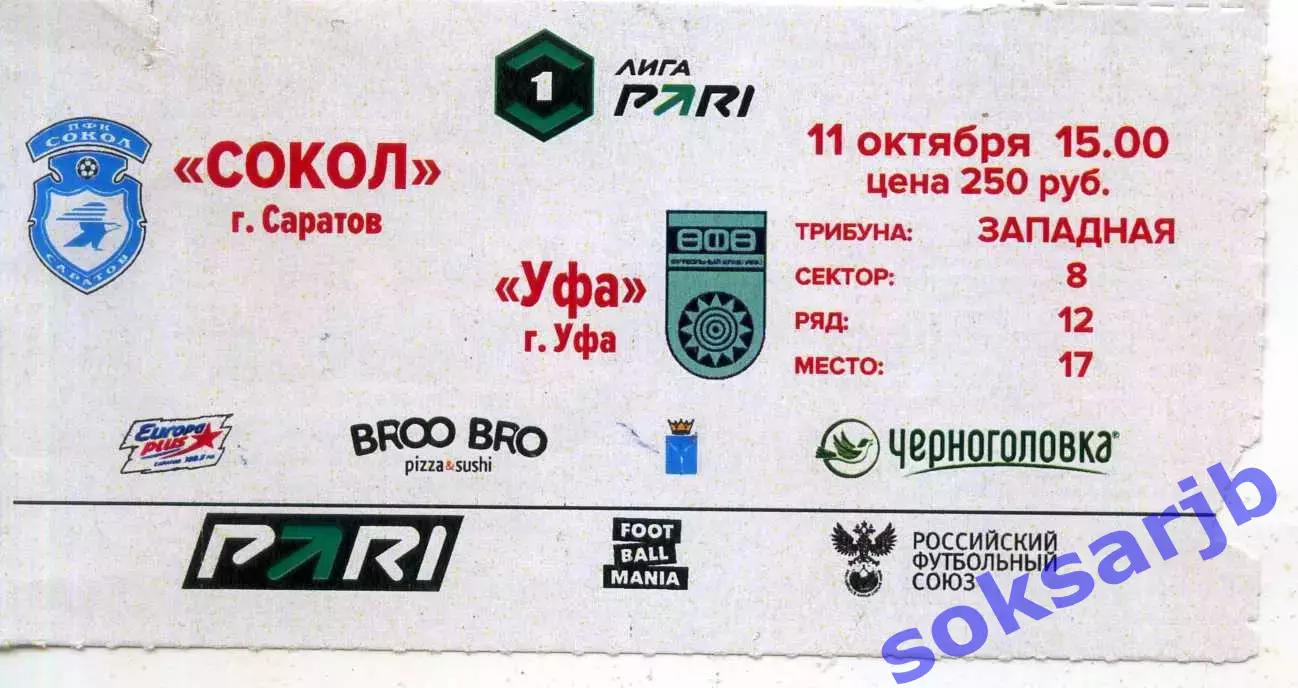 1
ЛИГА
PARI
ПФК
СОКОЛ
САРАТОВ
«СОКОЛ»
г. Саратов
11 октября 15.00
цена 250 руб.
УФА
«Уфа»
г. Уфа
ТРИБУНА: ЗАПАДНАЯ
СЕКТОР: 8
РЯД: 12
МЕСТО: 17
Europa
PLUS
BROO BRO
pizza&sushi
ЧЕРНОГОЛОВКА®
PARI
FOOT
BALL
MANIA
РОССИЙСКИЙ
ФУТБОЛЬНЫЙ
СОЮЗ
soksarjb